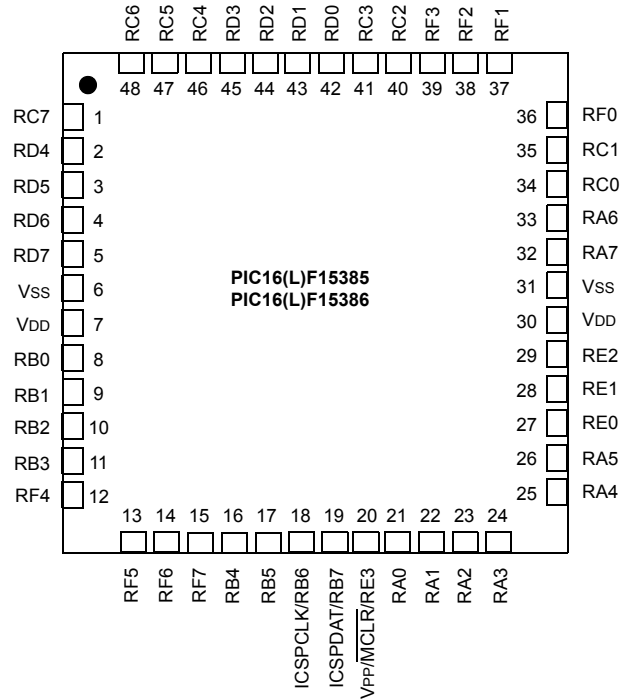 RC6 RC5 RC4 RD3 RD2 RD1 RD0 RC3 RC2 RF3 RF2 RF1
48 47 46 45 44 43 42 41 40 39 38 37
RC7 1 36 RF0
RD4 2 35 RC1
RD5 3 34 RC0
RD6 4 33 RA6
RD7 5 32 RA7
VSS 6 31 VSS
VDD 7 30 VDD
RB0 8 29 RE2
RB1 9 28 RE1
RB2 10 27 RE0
RB3 11 26 RA5
RF4 12 25 RA4
PIC16(L)F15385
PIC16(L)F15386
13 14 15 16 17 18 19 20 21 22 23 24
RF5 RF6 RF7 RB4 RB5 ICSPCLK/RB6 ICSPDAT/RB7 VPP/MCLR/RE3 RA0 RA1 RA2 RA3